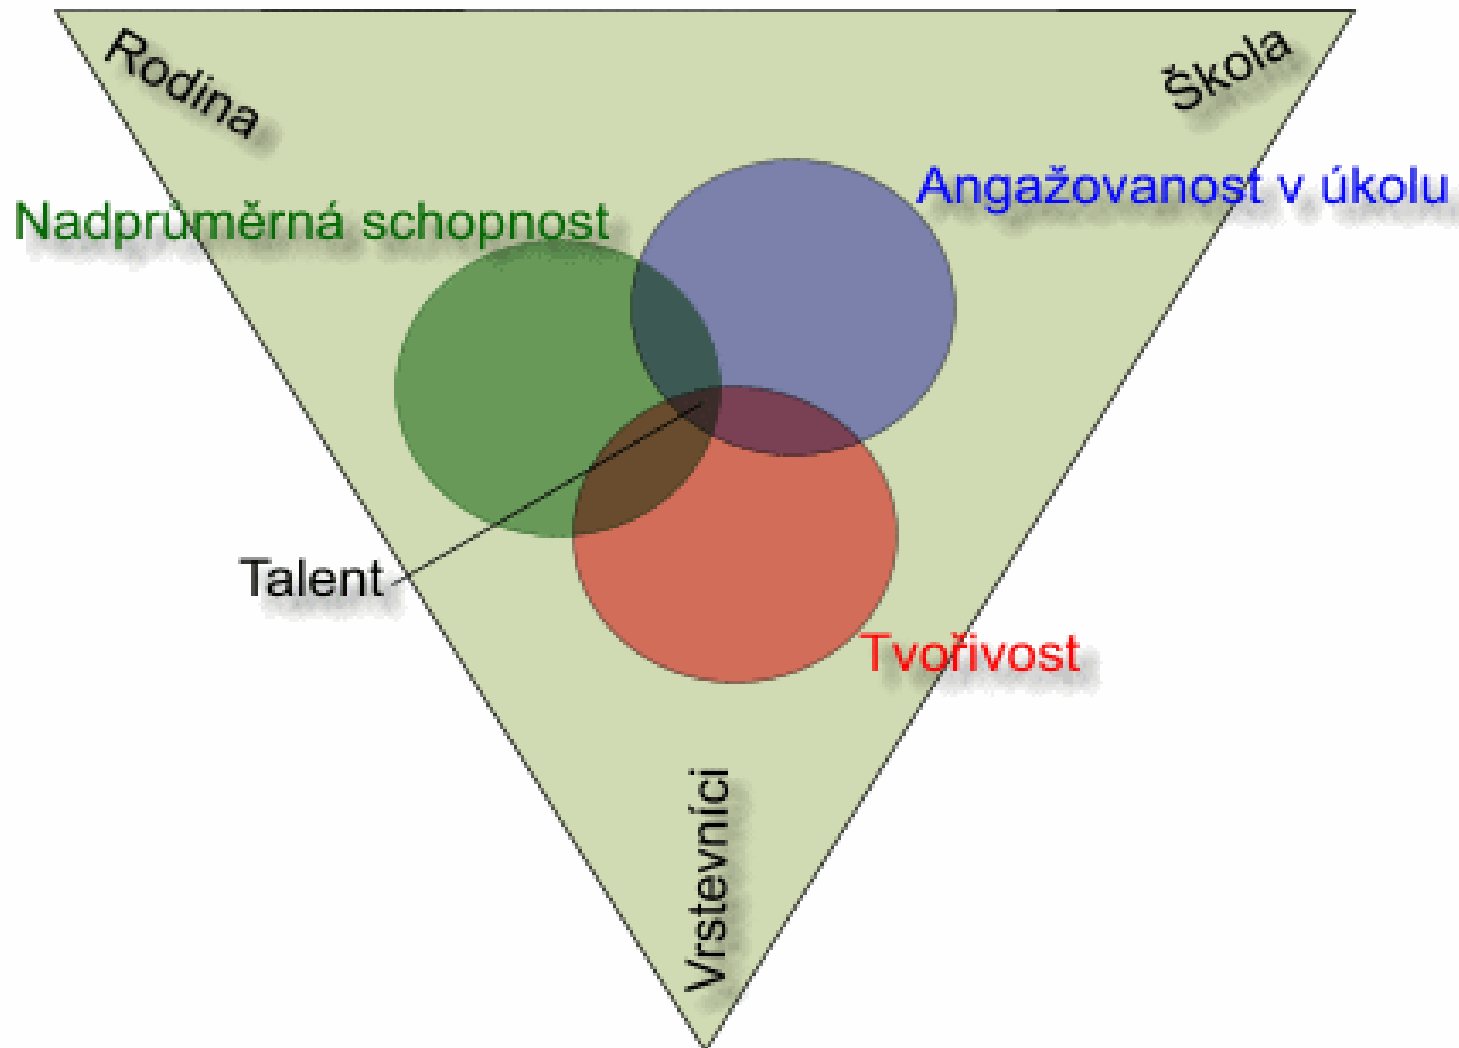 Rodina
Škola
Angažovanost v úkolu
Nadprůměrná schopnost
Talent
Tvořivost
Vrstevníci